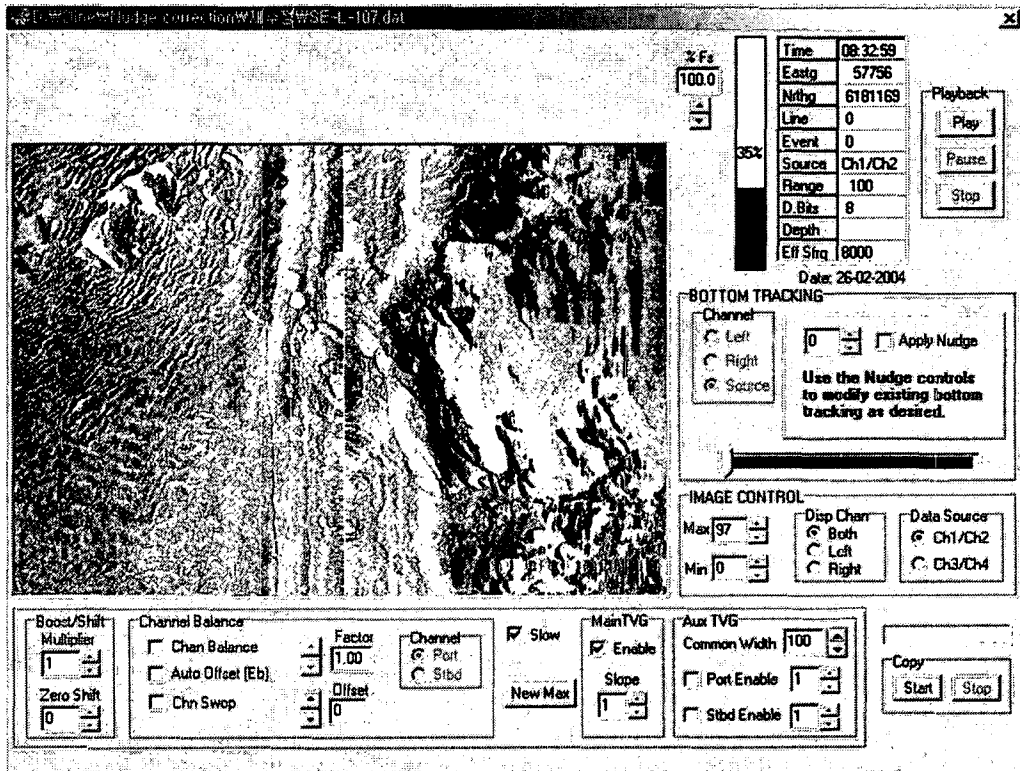 % Fs
100.0
35%
Time 08:32:59
Eastg 57756
Nrthg 6181169
Line 0
Event 0
Source Ch1/Ch2
Range 100
D.Bits 8
Depth
Eff Sfrq 8000
Date: 26-02-2004
Playback
Play
Pause
Stop
BOTTOM TRACKING
Channel
Left
Right
Source
0 Apply Nudge
Use the Nudge controls
to modify existing bottom
tracking as desired.
IMAGE CONTROL
Max 97
Min 0
Disp Chan
Both
Left
Right
Data Source
Ch1/Ch2
Ch3/Ch4
Boost/Shift
Multiplier
1
Zero Shift
0
Channel Balance
Chan Balance
Auto Offset [Eb]
Chn Swop
Factor
1.00
Offset
0
Channel
Port
Stbd
Slow
New Max
MainTVG
Enable
Slope
1
Aux TVG
Common Width 100
Port Enable 1
Stbd Enable 1
Copy
Start Stop